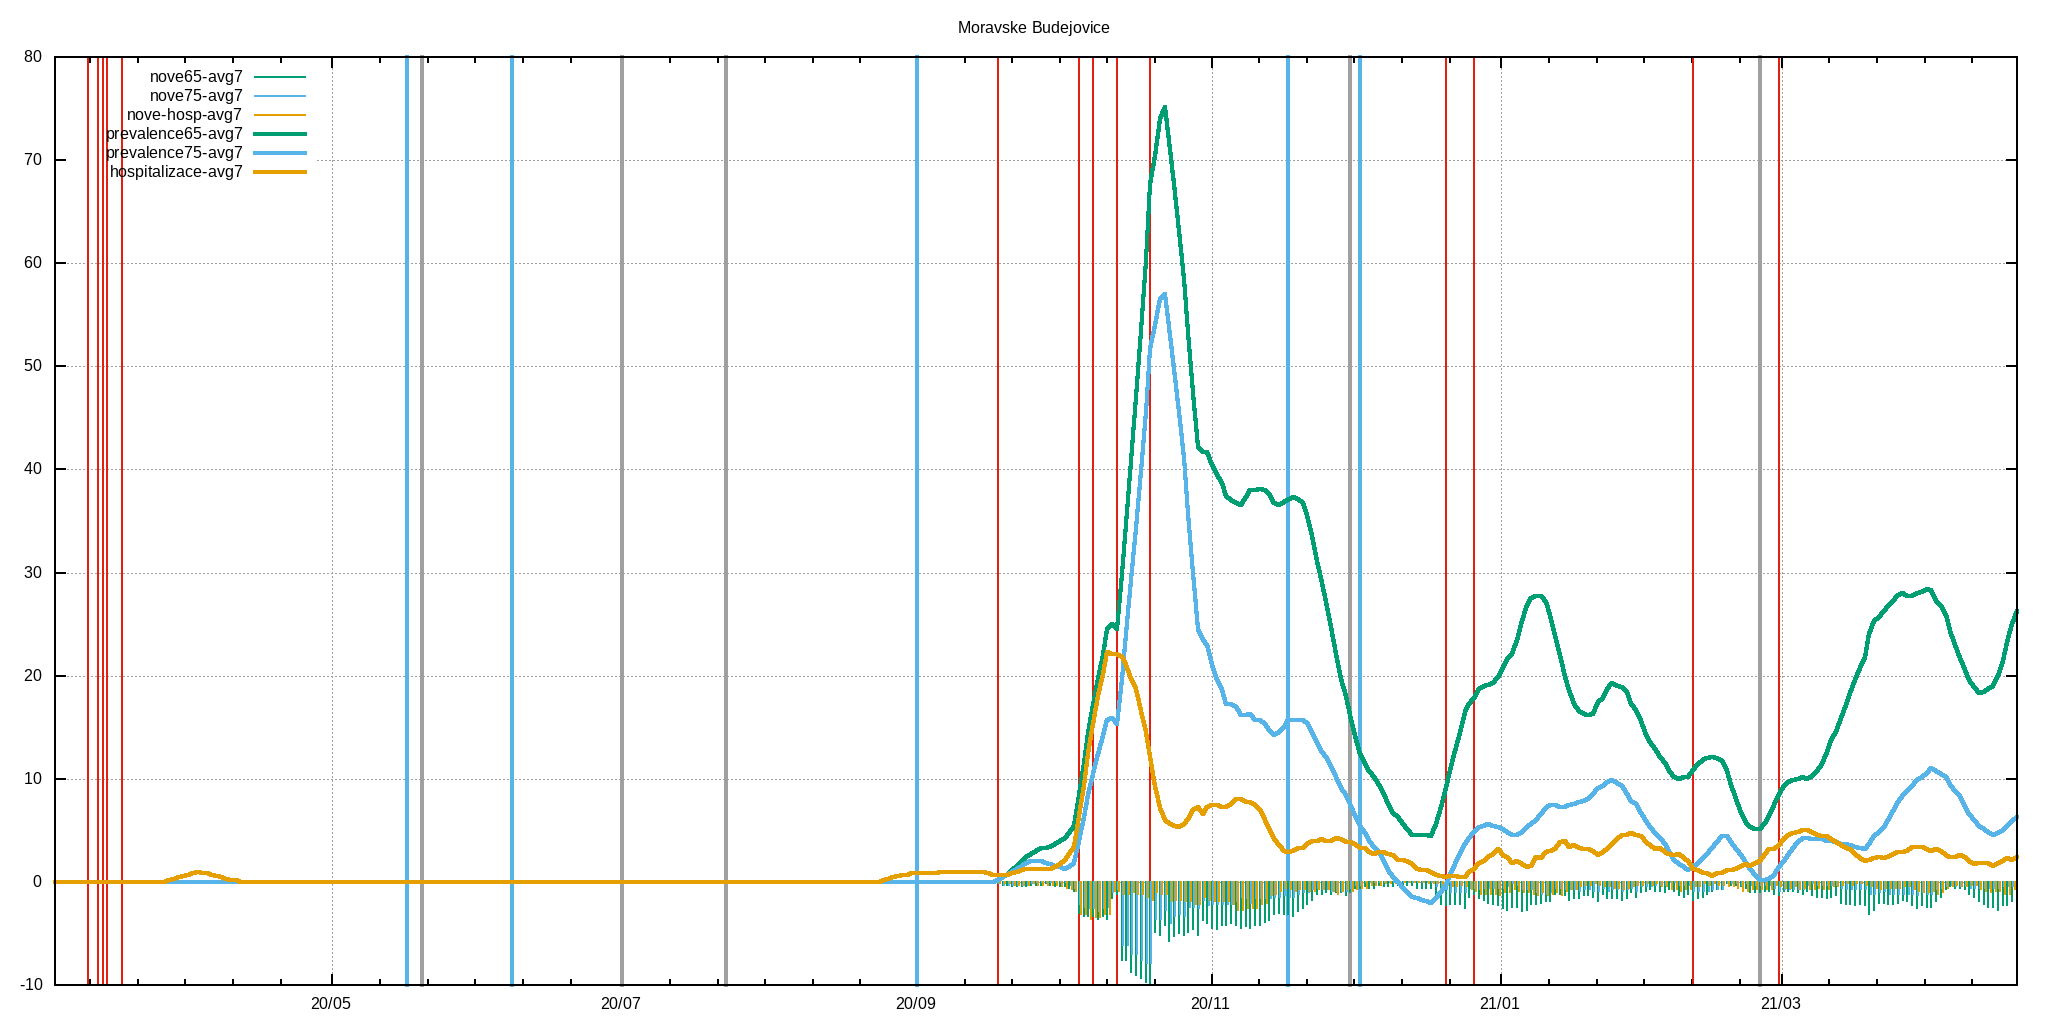 Moravske Budejovice
80
nove65-avg7
nove75-avg7
nove-hosp-avg7
prevalence65-avg7
prevalence75-avg7
hospitalizace-avg7
70
60
50
40
30
20
10
0
-10
20/05 20/07 20/09 20/11 21/01 21/03